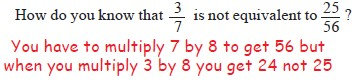 How do you know that 3/7 is not equivalent to 25/56 ?
You have to multiply 7 by 8 to get 56 but
when you multiply 3 by 8 you get 24 not 25